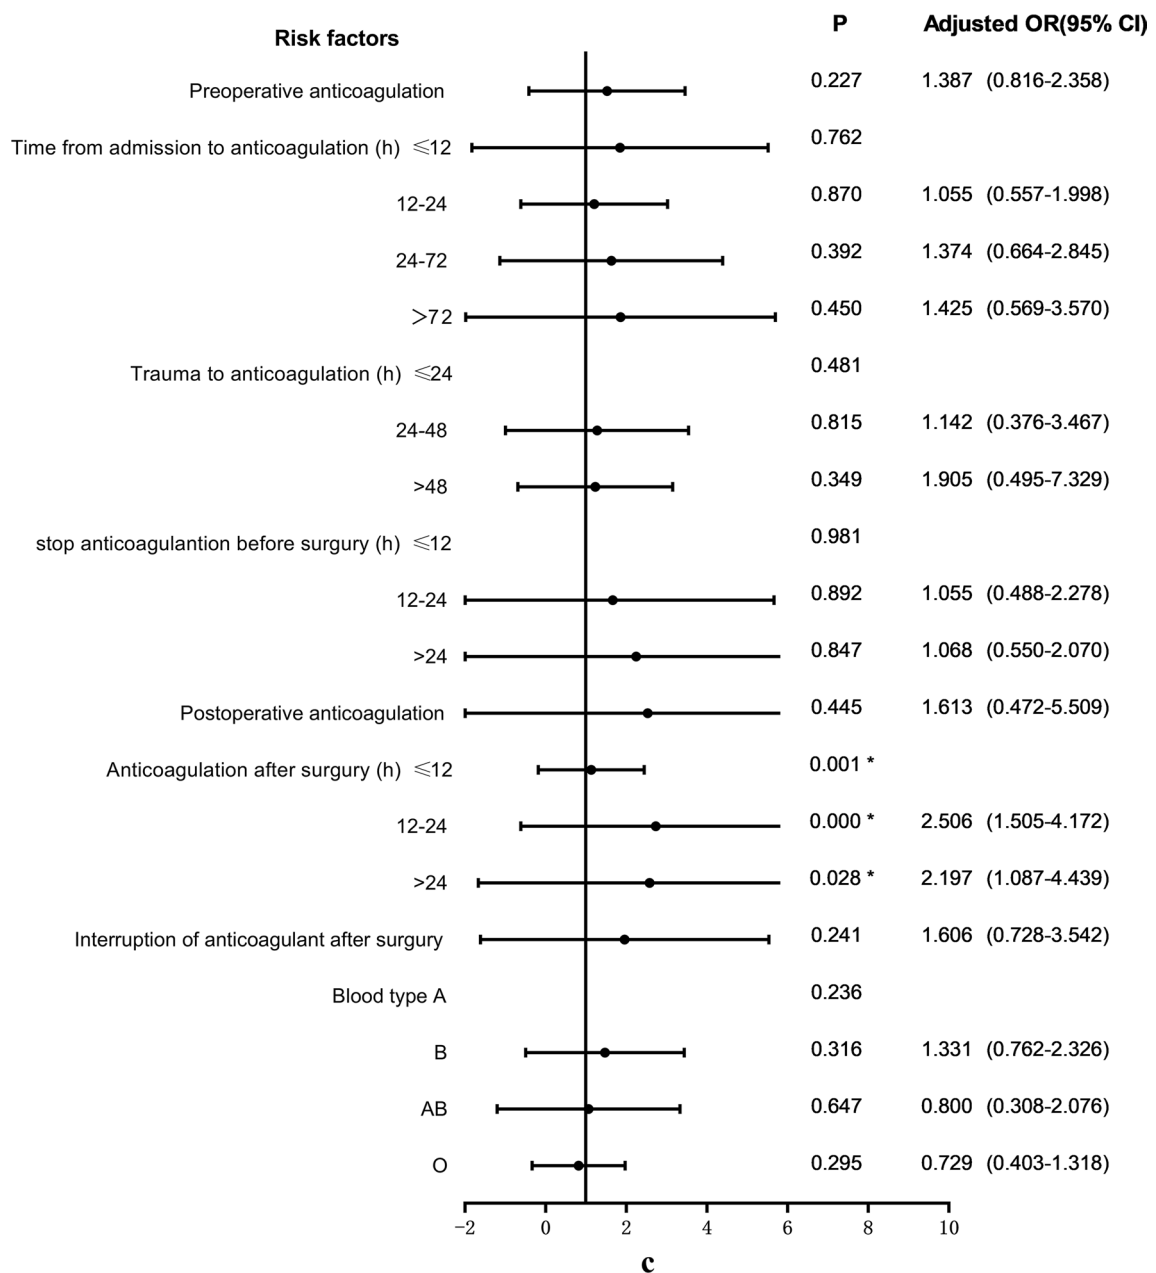 Risk factors P Adjusted OR(95% CI)
Preoperative anticoagulation 0.227 1.387 (0.816-2.358)
Time from admission to anticoagulation (h) ≤12 0.762
12-24 0.870 1.055 (0.557-1.998)
24-72 0.392 1.374 (0.664-2.845)
>72 0.450 1.425 (0.569-3.570)
Trauma to anticoagulation (h) ≤24 0.481
24-48 0.815 1.142 (0.376-3.467)
>48 0.349 1.905 (0.495-7.329)
stop anticoagulantion before surgury (h) ≤12 0.981
12-24 0.892 1.055 (0.488-2.278)
>24 0.847 1.068 (0.550-2.070)
Postoperative anticoagulation 0.445 1.613 (0.472-5.509)
Anticoagulation after surgury (h) ≤12 0.001 *
12-24 0.000 * 2.506 (1.505-4.172)
>24 0.028 * 2.197 (1.087-4.439)
Interruption of anticoagulant after surgury 0.241 1.606 (0.728-3.542)
Blood type A 0.236
B 0.316 1.331 (0.762-2.326)
AB 0.647 0.800 (0.308-2.076)
O 0.295 0.729 (0.403-1.318)
-2 0 2 4 6 8 10
c